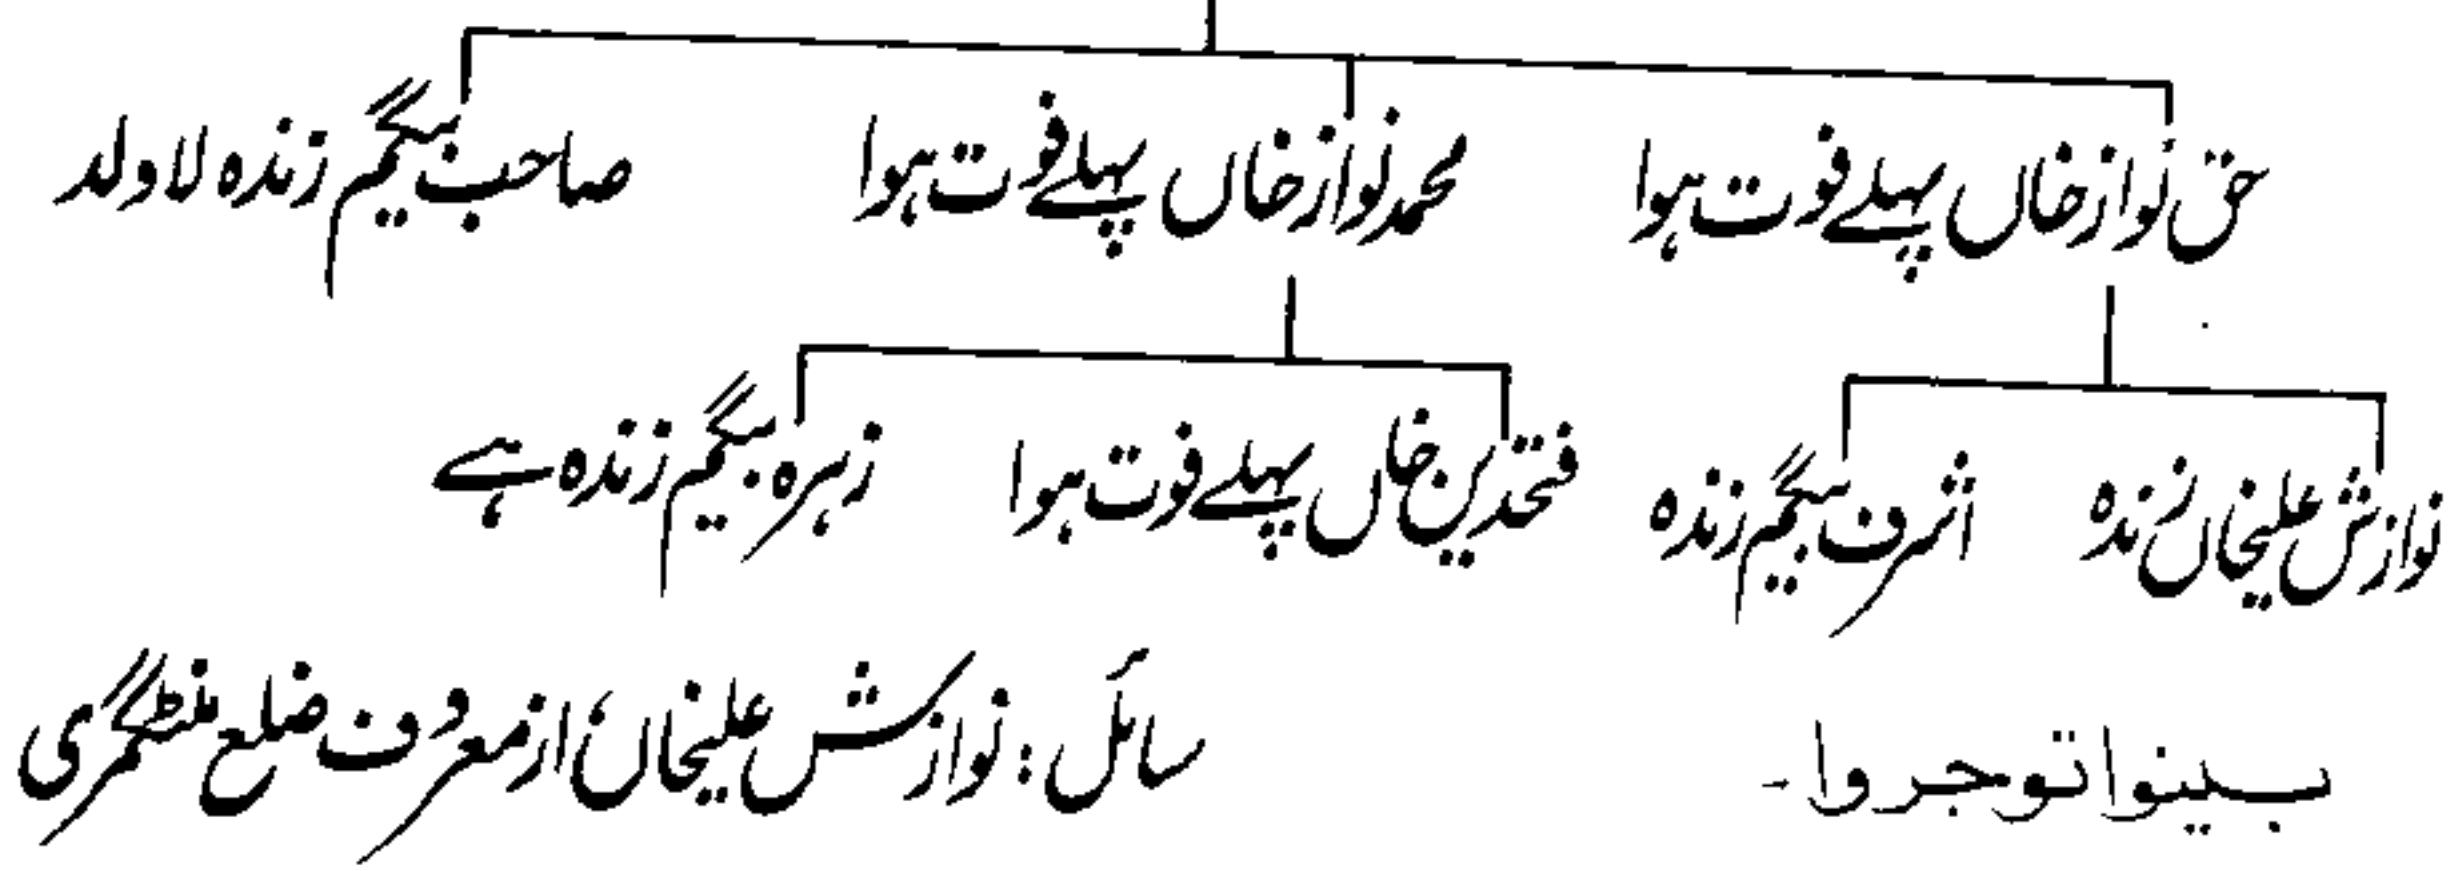 حق نواز خاں پہلے فوت ہوا محمد نواز خاں پہلے فوت ہوا صاحب بیگم زندہ لاولد
نوازش علیخاں زندہ اشرف بیگم زندہ فتحدین خاں پہلے فوت ہوا زہرہ بیگم زندہ ہے
بینوا توجروا۔ سائل: نوازش علیخاں، از معروف ضلع منٹگمری